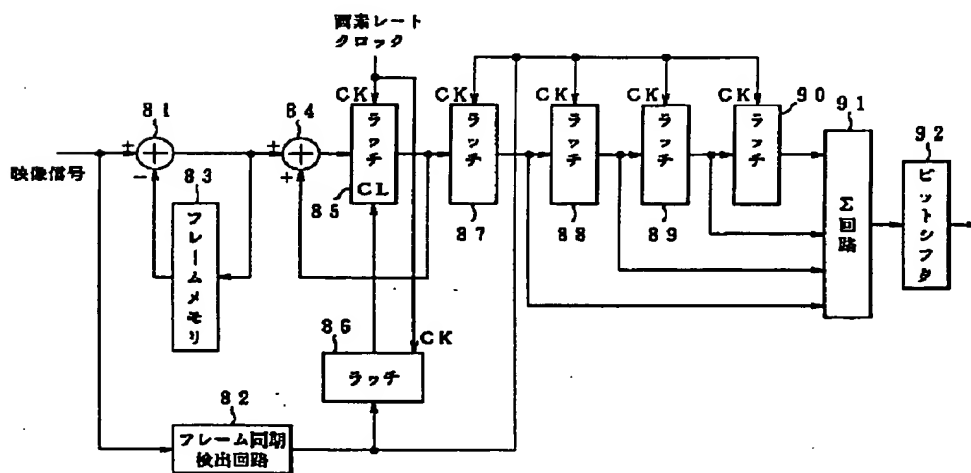 画素レート
クロック
81
84
CK
CK
CK
CK
CK
90
91
92
+
+
+
+
−
+
映像信号
83
フレームメモリ
ラッチ
CL
85
ラッチ
87
ラッチ
88
ラッチ
89
ラッチ
Σ回路
ビットシフタ
86
CK
ラッチ
82
フレーム同期
検出回路